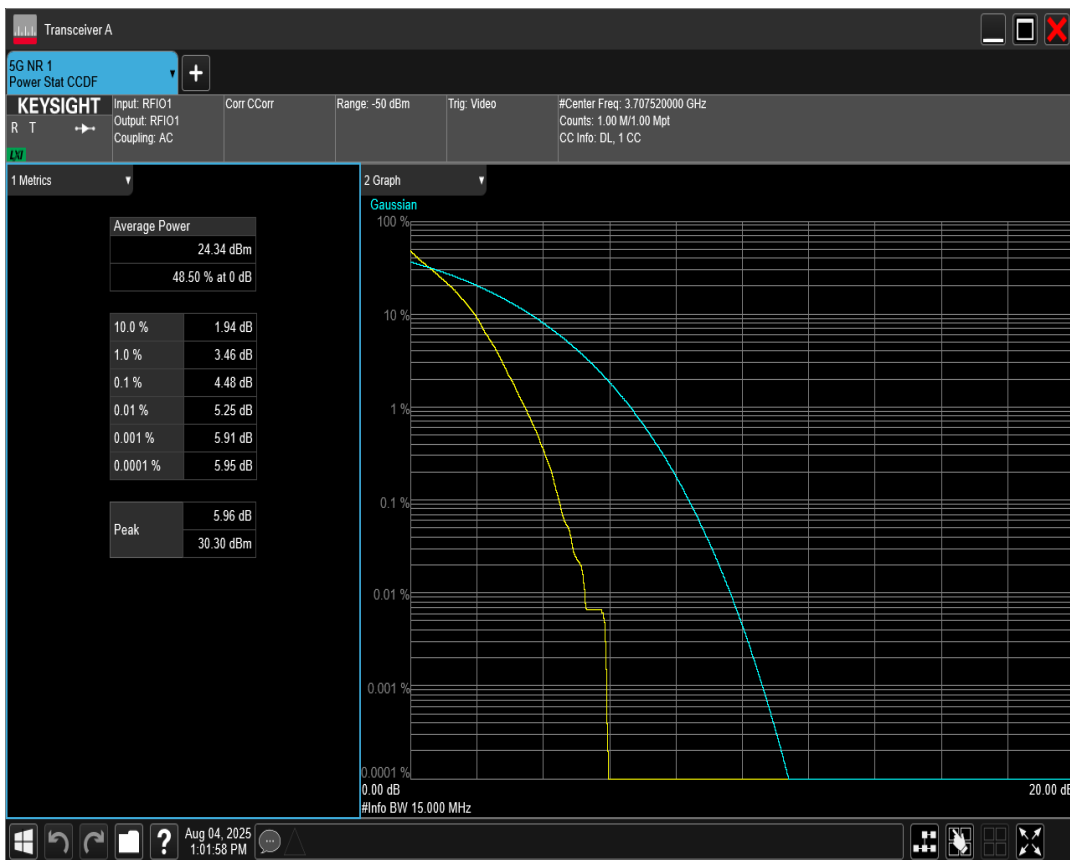 Transceiver A
5G NR 1
Power Stat CCDF
+
KEYSIGHT
R T
LXI
Input: RFIO1
Output: RFIO1
Coupling: AC
Corr CCorr
Range: -50 dBm
Trig: Video
#Center Freq: 3.707520000 GHz
Counts: 1.00 M/1.00 Mpt
CC Info: DL, 1 CC
1 Metrics
Average Power
24.34 dBm
48.50 % at 0 dB
10.0 % 1.94 dB
1.0 % 3.46 dB
0.1 % 4.48 dB
0.01 % 5.25 dB
0.001 % 5.91 dB
0.0001 % 5.95 dB
Peak 5.96 dB
30.30 dBm
2 Graph
Gaussian
100 %
10 %
1 %
0.1 %
0.01 %
0.001 %
0.0001 %
0.00 dB 20.00 dB
#Info BW 15.000 MHz
?
Aug 04, 2025
1:01:58 PM